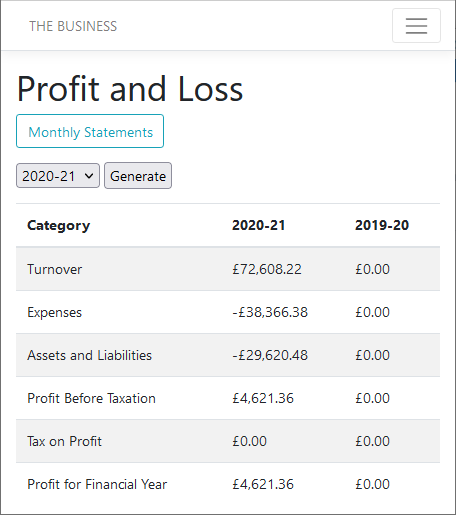 THE BUSINESS
Profit and Loss
Monthly Statements
2020-21 Generate
Category 2020-21 2019-20
Turnover £72,608.22 £0.00
Expenses -£38,366.38 £0.00
Assets and Liabilities -£29,620.48 £0.00
Profit Before Taxation £4,621.36 £0.00
Tax on Profit £0.00 £0.00
Profit for Financial Year £4,621.36 £0.00